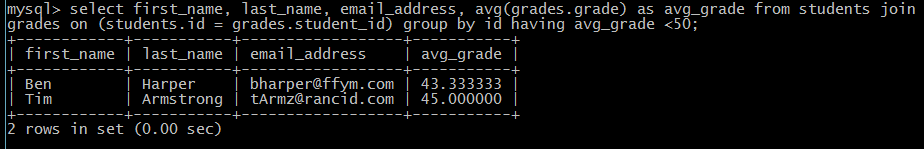 mysql> select first_name, last_name, email_address, avg(grades.grade) as avg_grade from students join
grades on (students.id = grades.student_id) group by id having avg_grade <50;
+------------+-----------+------------------+-----------+
| first_name | last_name | email_address    | avg_grade |
+------------+-----------+------------------+-----------+
| Ben        | Harper    | bharper@ffym.com | 43.333333 |
| Tim        | Armstrong | tArmz@rancid.com | 45.000000 |
+------------+-----------+------------------+-----------+
2 rows in set (0.00 sec)